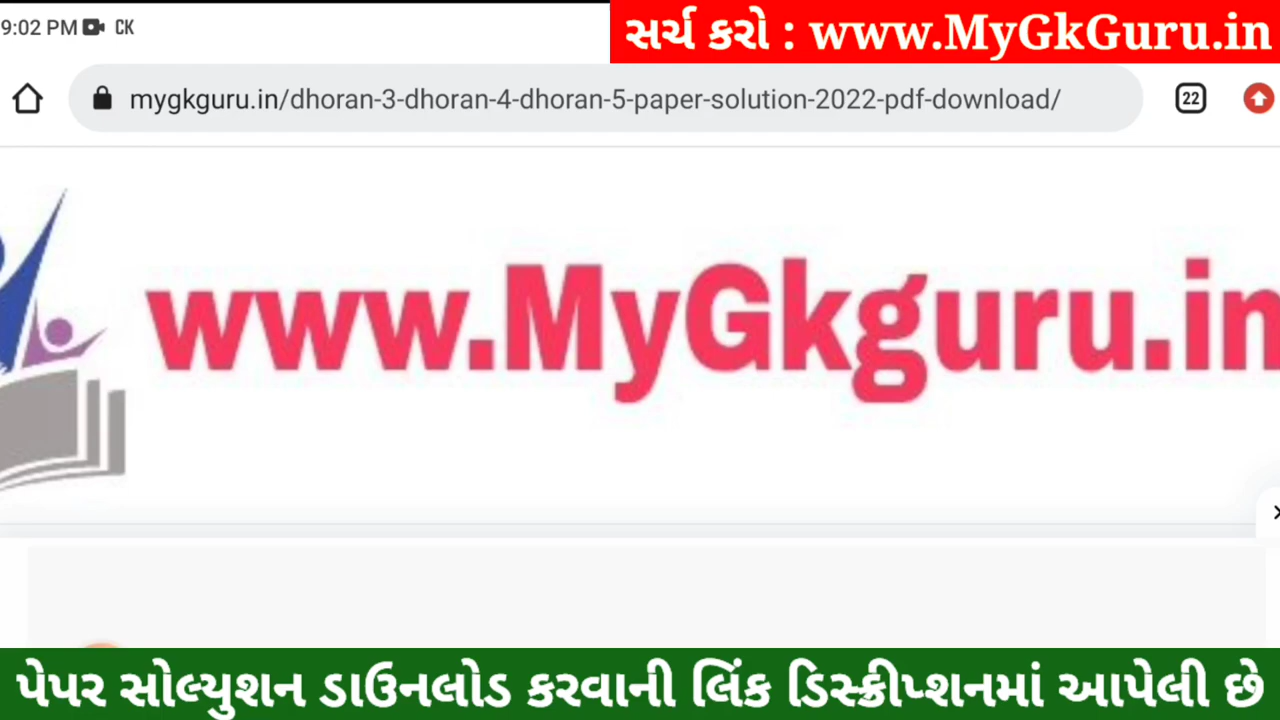 9:02 PM CK
સર્ચ કરો : www.MyGkGuru.in
mygkguru.in/dhoran-3-dhoran-4-dhoran-5-paper-solution-2022-pdf-download/
22
www.MyGkguru.in
પેપર સોલ્યુશન ડાઉનલોડ કરવાની લિંક ડિસ્ક્રીપ્શનમાં આપેલી છે